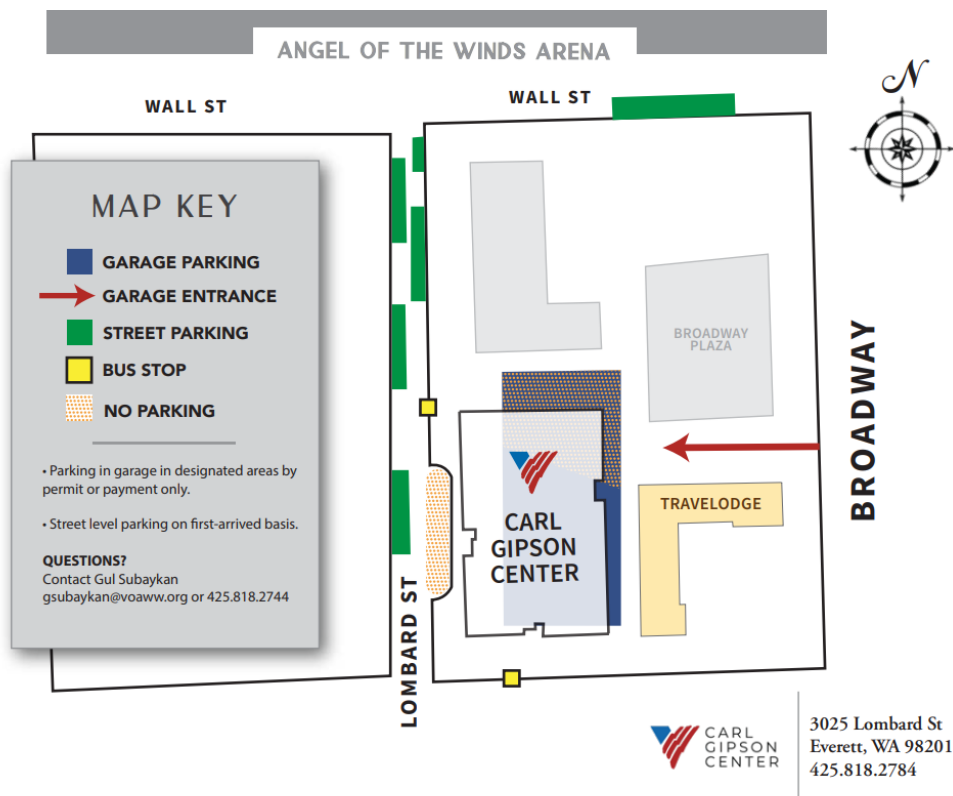 ANGEL OF THE WINDS ARENA
WALL ST
WALL ST
N
MAP KEY
GARAGE PARKING
GARAGE ENTRANCE
STREET PARKING
BUS STOP
NO PARKING
• Parking in garage in designated areas by
permit or payment only.
• Street level parking on first-arrived basis.
QUESTIONS?
Contact Gul Subaykan
gsubaykan@voaww.org or 425.818.2744
LOMBARD ST
BROADWAY
PLAZA
BROADWAY
TRAVELODGE
CARL
GIPSON
CENTER
CARL
GIPSON
CENTER
3025 Lombard St
Everett, WA 98201
425.818.2784